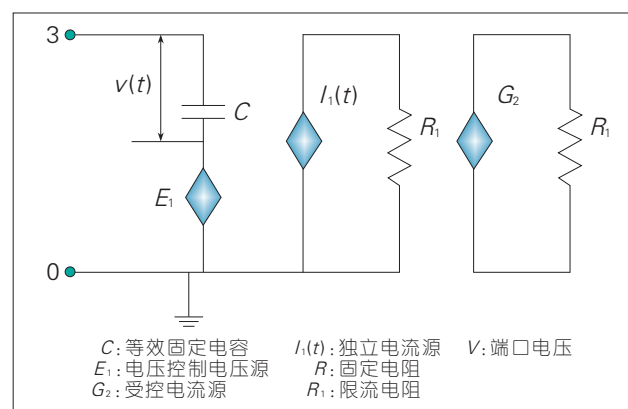 3
v(t)
C
I₁(t)
R₁
G₂
R₁
E₁
0
C:等效固定电容 I₁(t):独立电流源 V:端口电压
E₁:电压控制电压源 R:固定电阻
G₂:受控电流源 R₁:限流电阻